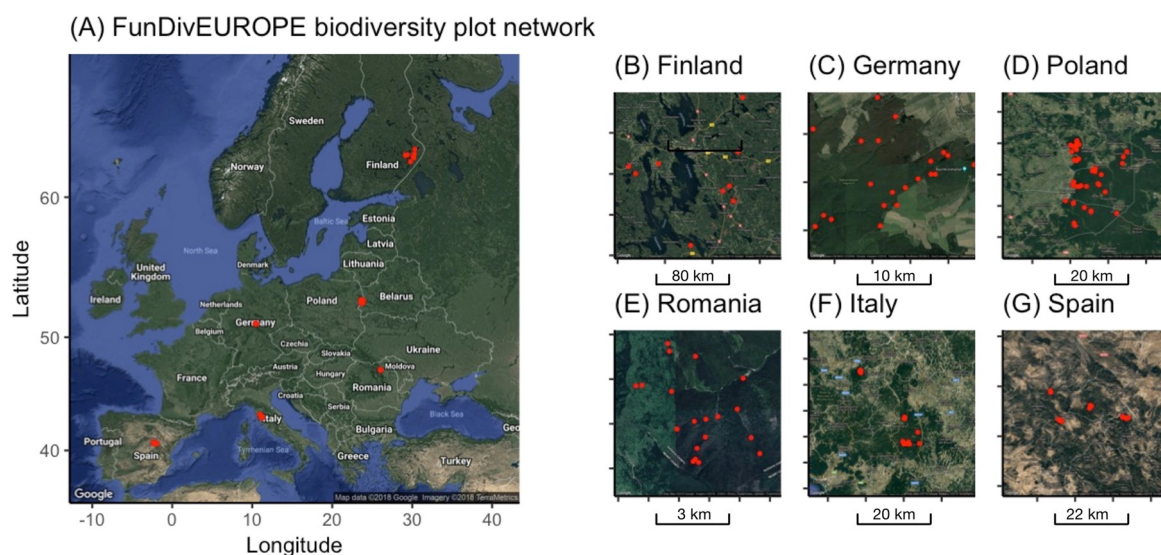 (A) FunDivEUROPE biodiversity plot network
Sweden
Norway
Finland
60
Estonia
Baltic Sea
Latvia
North Sea
Denmark
Lithuania
United
Kingdom
Ireland
Netherlands
Poland
Belarus
Germany
50
Belgium
Czechia
Slovakia
Ukraine
Austria
Hungary
Moldova
France
Romania
Croatia
Serbia
Black Sea
Italy
Bulgaria
Geo
Portugal
Spain
Tyrrhenian Sea
Greece
Turkey
40
Google
Map data ©2018 Google Imagery ©2018 TerraMetrics
-10 0 10 20 30 40
Longitude
Latitude
(B) Finland
80 km
(C) Germany
10 km
(D) Poland
20 km
(E) Romania
3 km
(F) Italy
20 km
(G) Spain
22 km